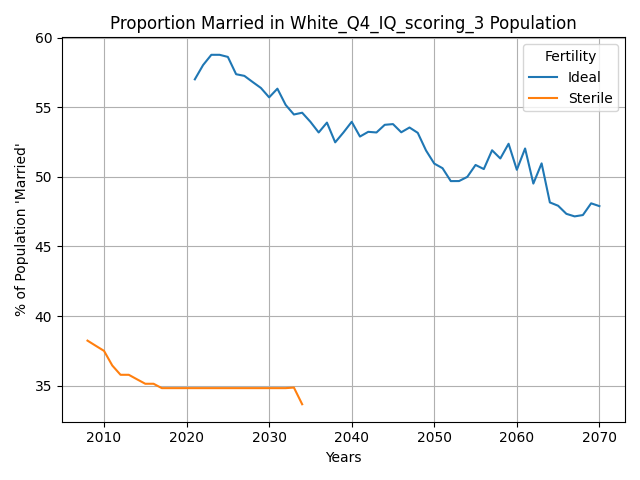 Proportion Married in White_Q4_IQ_scoring_3 Population
60
55
50
45
40
35
% of Population 'Married'
Fertility
Ideal
Sterile
2010 2020 2030 2040 2050 2060 2070
Years